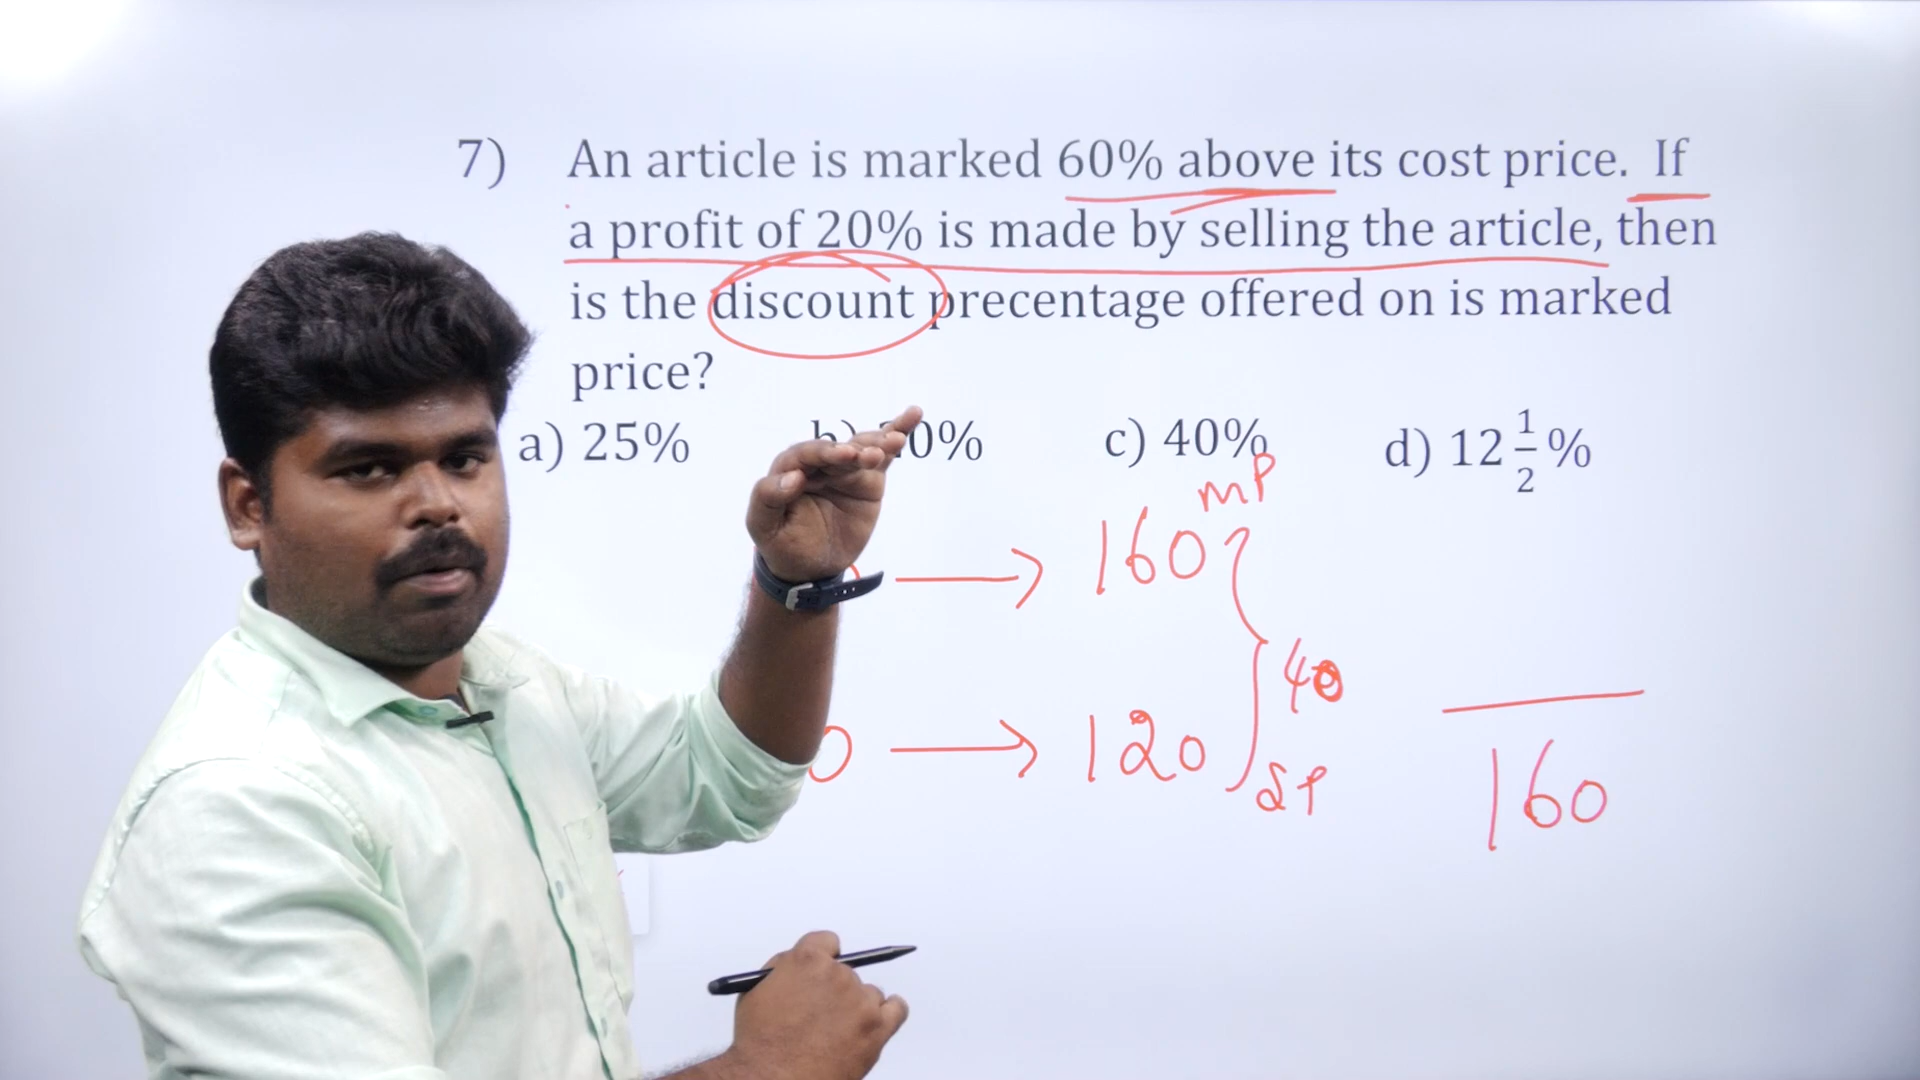 7) An article is marked 60% above its cost price. If
a profit of 20% is made by selling the article, then
is the discount precentage offered on is marked
price?
a) 25% 0% c) 40% d) 12 1/2 %
MP
160
40
0 → 120
SP
160